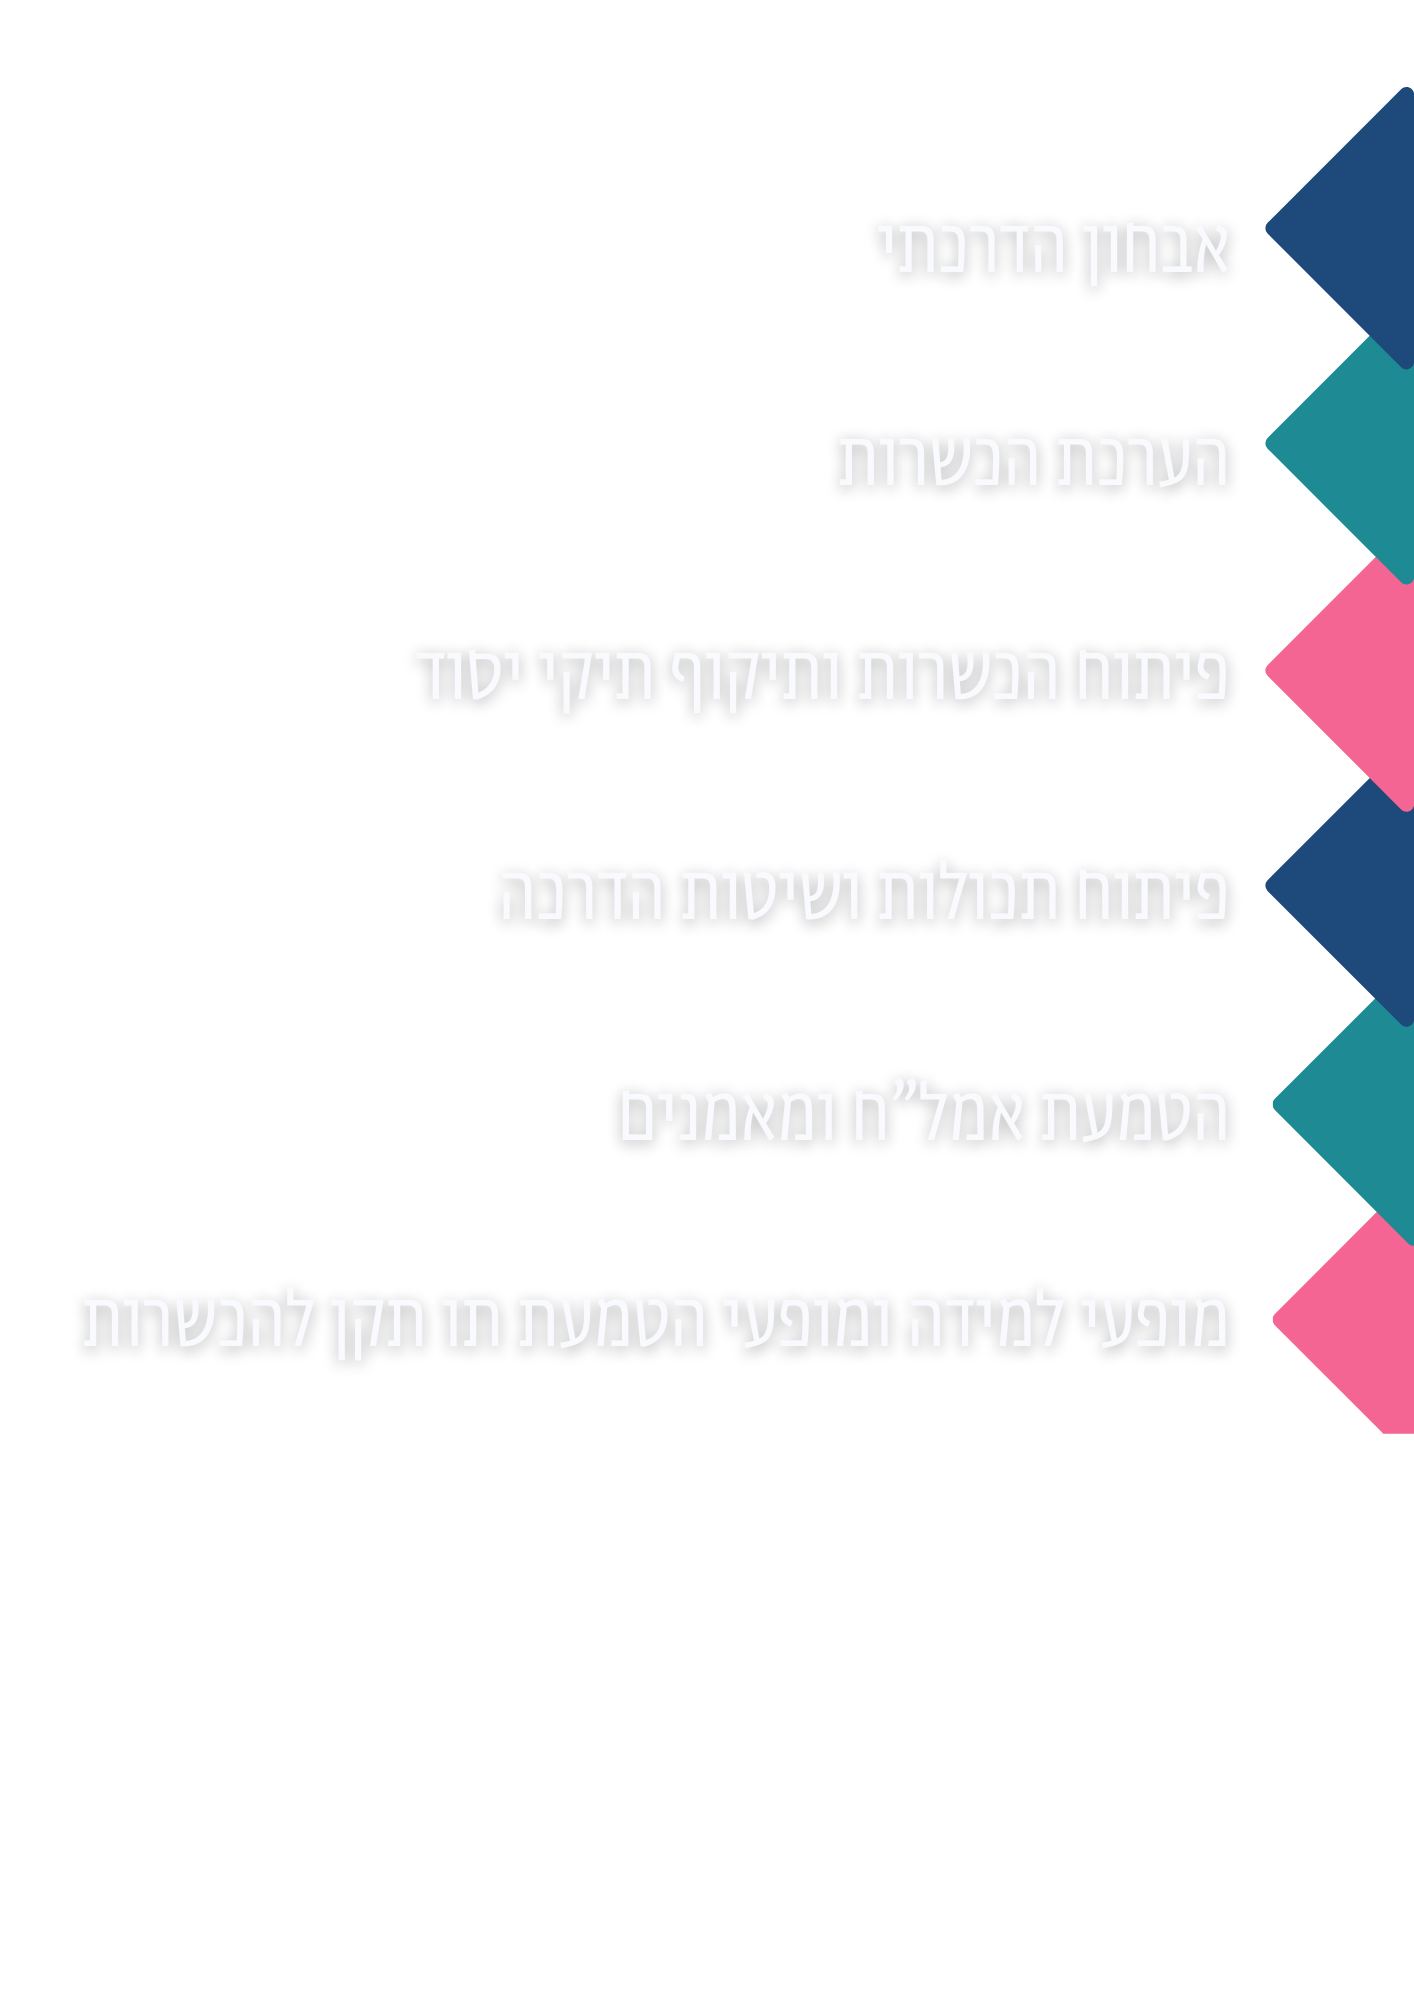 אבחון הדרכתי
הערכת הכשרות
פיתוח הכשרות ותיקוף תיקי יסוד
פיתוח תכולות ושיטות הדרכה
הטמעת אמל״ח ומאמנים
מופעי למידה ומופעי הטמעת תו תקן להכשרות